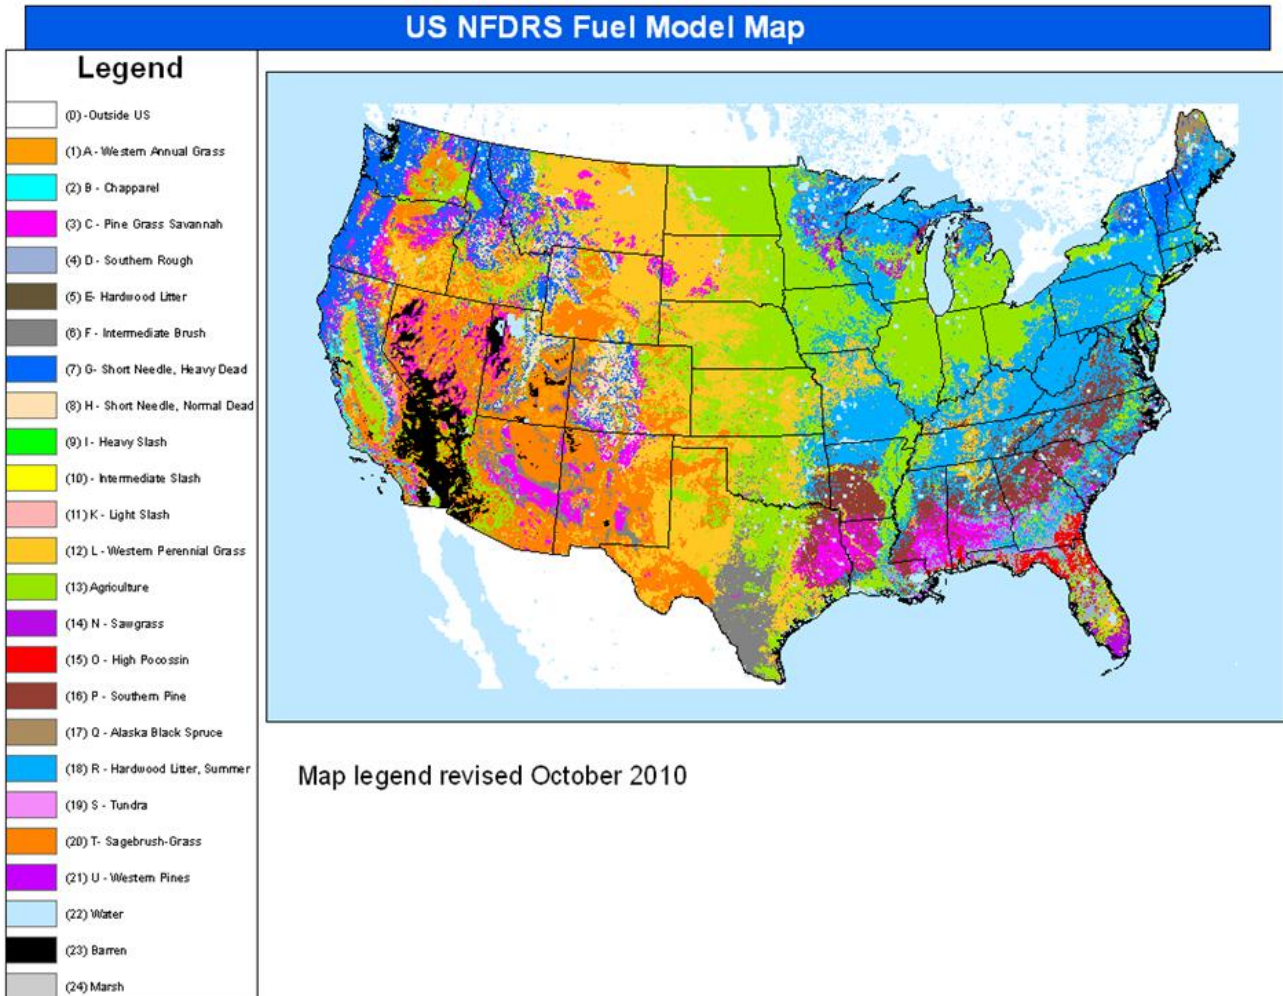 US NFDRS Fuel Model Map
Legend
(0) -Outside US
(1) A - Western Annual Grass
(2) B - Chapparel
(3) C - Pine Grass Savannah
(4) D - Southern Rough
(5) E- Hardwood Litter
(6) F - Intermediate Brush
(7) G- Short Needle, Heavy Dead
(8) H - Short Needle, Normal Dead
(9) I - Heavy Slash
(10) - Intermediate Slash
(11) K - Light Slash
(12) L - Western Perennial Grass
(13) Agriculture
(14) N - Sawgrass
(15) O - High Pocossin
(16) P - Southern Pine
(17) Q - Alaska Black Spruce
(18) R - Hardwood Litter, Summer
(19) S - Tundra
(20) T- Sagebrush-Grass
(21) U - Western Pines
(22) Water
(23) Barren
(24) Marsh
Map legend revised October 2010